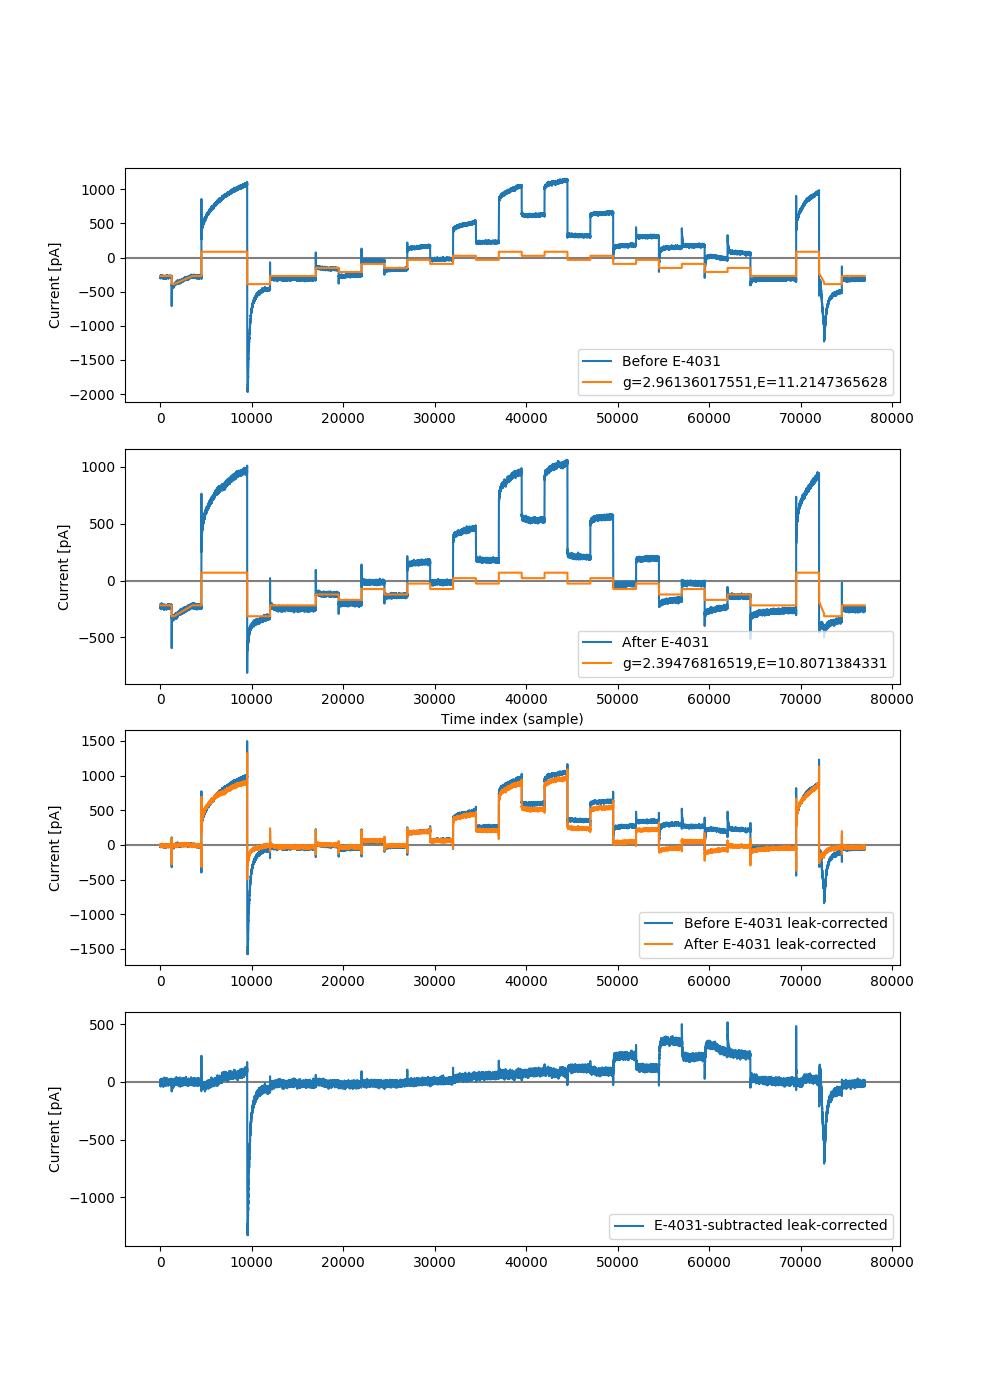 1000
500
0
−500
−1000
−1500
−2000
Current [pA]
Before E-4031
g=2.96136017551,E=11.2147365628
0 10000 20000 30000 40000 50000 60000 70000 80000
1000
500
0
−500
Current [pA]
After E-4031
g=2.39476816519,E=10.8071384331
0 10000 20000 30000 40000 50000 60000 70000 80000
Time index (sample)
1500
1000
500
0
−500
−1000
−1500
Current [pA]
Before E-4031 leak-corrected
After E-4031 leak-corrected
0 10000 20000 30000 40000 50000 60000 70000 80000
500
0
−500
−1000
Current [pA]
E-4031-subtracted leak-corrected
0 10000 20000 30000 40000 50000 60000 70000 80000